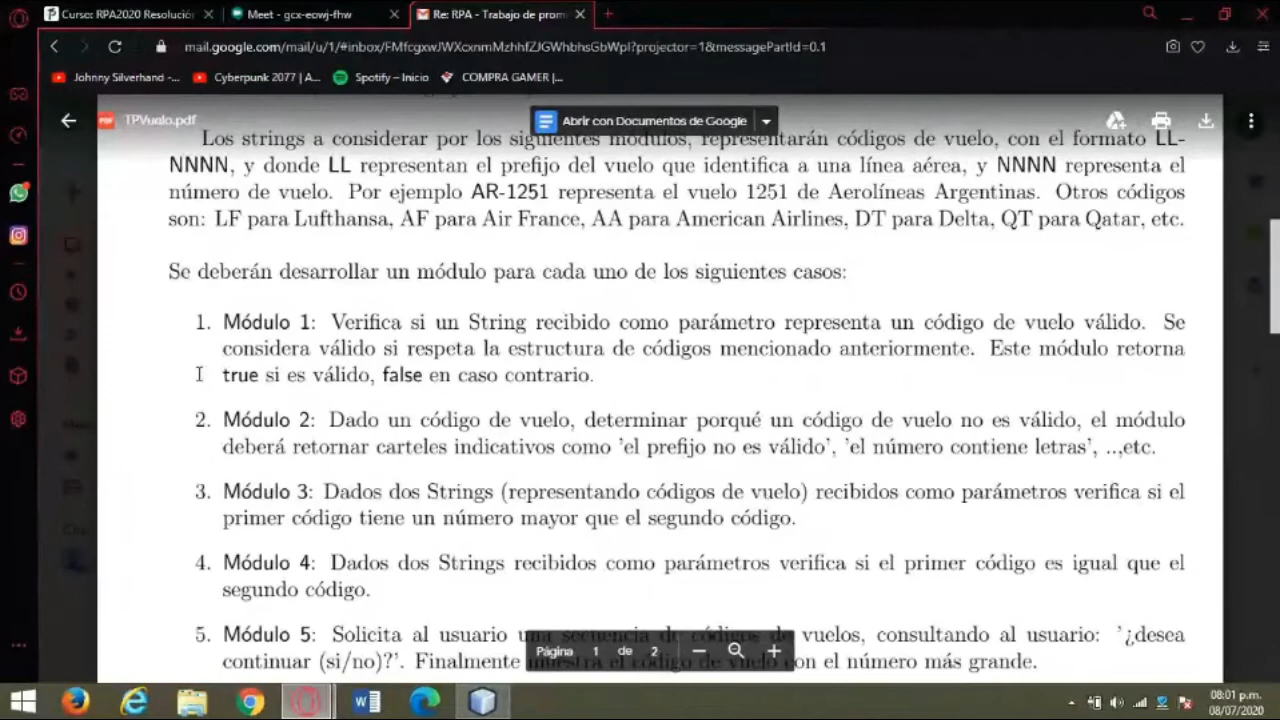 Curso: RPA2020 Resolución
Meet - gcx-eowj-fhw
Re: RPA - Trabajo de prom
mail.google.com/mail/u/1/#inbox/FMfcgxwJWXcxnmMzhhfZJGWhbhsGbWpl?projector=1&messagePartId=0.1
Johnny Silverhand -...
Cyberpunk 2077 | A...
Spotify – Inicio
COMPRA GAMER |...
TPVuelo.pdf
Abrir con Documentos de Google
Los strings a considerar por los siguientes módulos, representarán códigos de vuelo, con el formato LL-
NNNN, y donde LL representan el prefijo del vuelo que identifica a una línea aérea, y NNNN representa el
número de vuelo. Por ejemplo AR-1251 representa el vuelo 1251 de Aerolíneas Argentinas. Otros códigos
son: LF para Lufthansa, AF para Air France, AA para American Airlines, DT para Delta, QT para Qatar, etc.
Se deberán desarrollar un módulo para cada uno de los siguientes casos:
1. Módulo 1: Verifica si un String recibido como parámetro representa un código de vuelo válido. Se
considera válido si respeta la estructura de códigos mencionado anteriormente. Este módulo retorna
true si es válido, false en caso contrario.
2. Módulo 2: Dado un código de vuelo, determinar porqué un código de vuelo no es válido, el módulo
deberá retornar carteles indicativos como 'el prefijo no es válido', 'el número contiene letras', ..,etc.
3. Módulo 3: Dados dos Strings (representando códigos de vuelo) recibidos como parámetros verifica si el
primer código tiene un número mayor que el segundo código.
4. Módulo 4: Dados dos Strings recibidos como parámetros verifica si el primer código es igual que el
segundo código.
5. Módulo 5: Solicita al usuario una secuencia de códigos de vuelos, consultando al usuario: '¿desea
continuar (si/no)?'. Finalmente muestra el código de vuelo con el número más grande.
Página 1 de 2
08:01 p.m.
08/07/2020